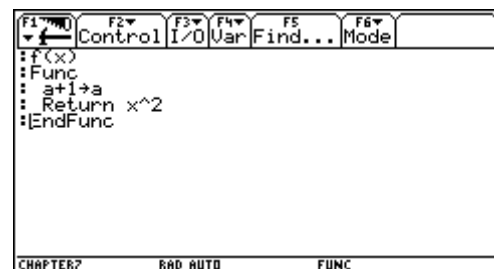 F1 F2 F3 F4 F5 F6
Control I/O Var Find... Mode
:f(x)
:Func
: a+1→a
: Return x^2
:EndFunc
CHAPTER7 RAD AUTO FUNC